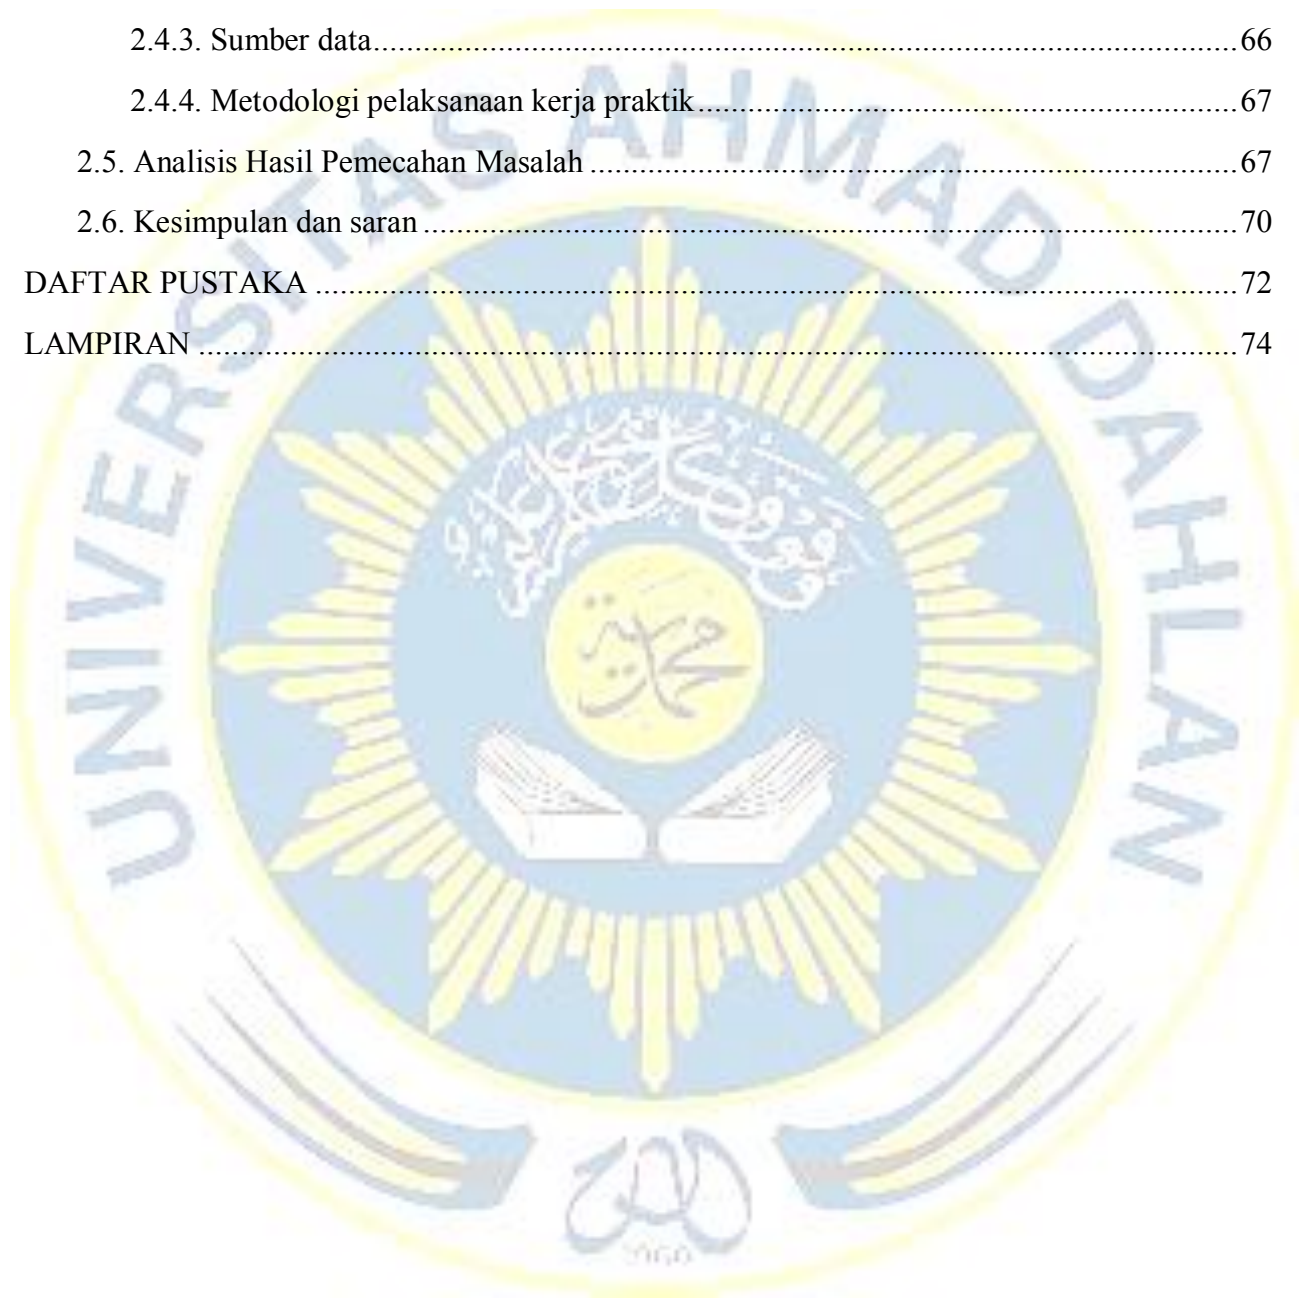 2.4.3. Sumber data 66
2.4.4. Metodologi pelaksanaan kerja praktik 67
2.5. Analisis Hasil Pemecahan Masalah 67
2.6. Kesimpulan dan saran 70
DAFTAR PUSTAKA 72
LAMPIRAN 74
UNIVERSITAS AHMAD DAHLAN
محمد